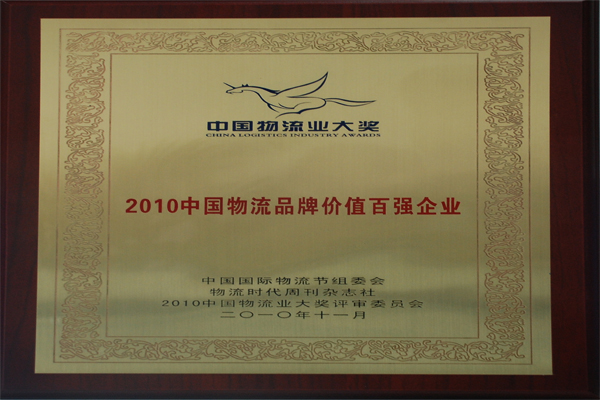 中国物流业大奖
CHINA LOGISTICS INDUSTRY AWARDS
2010中国物流品牌价值百强企业
中国国际物流节组委会
物流时代周刊杂志社
2010中国物流业大奖评审委员会
二〇一〇年十一月